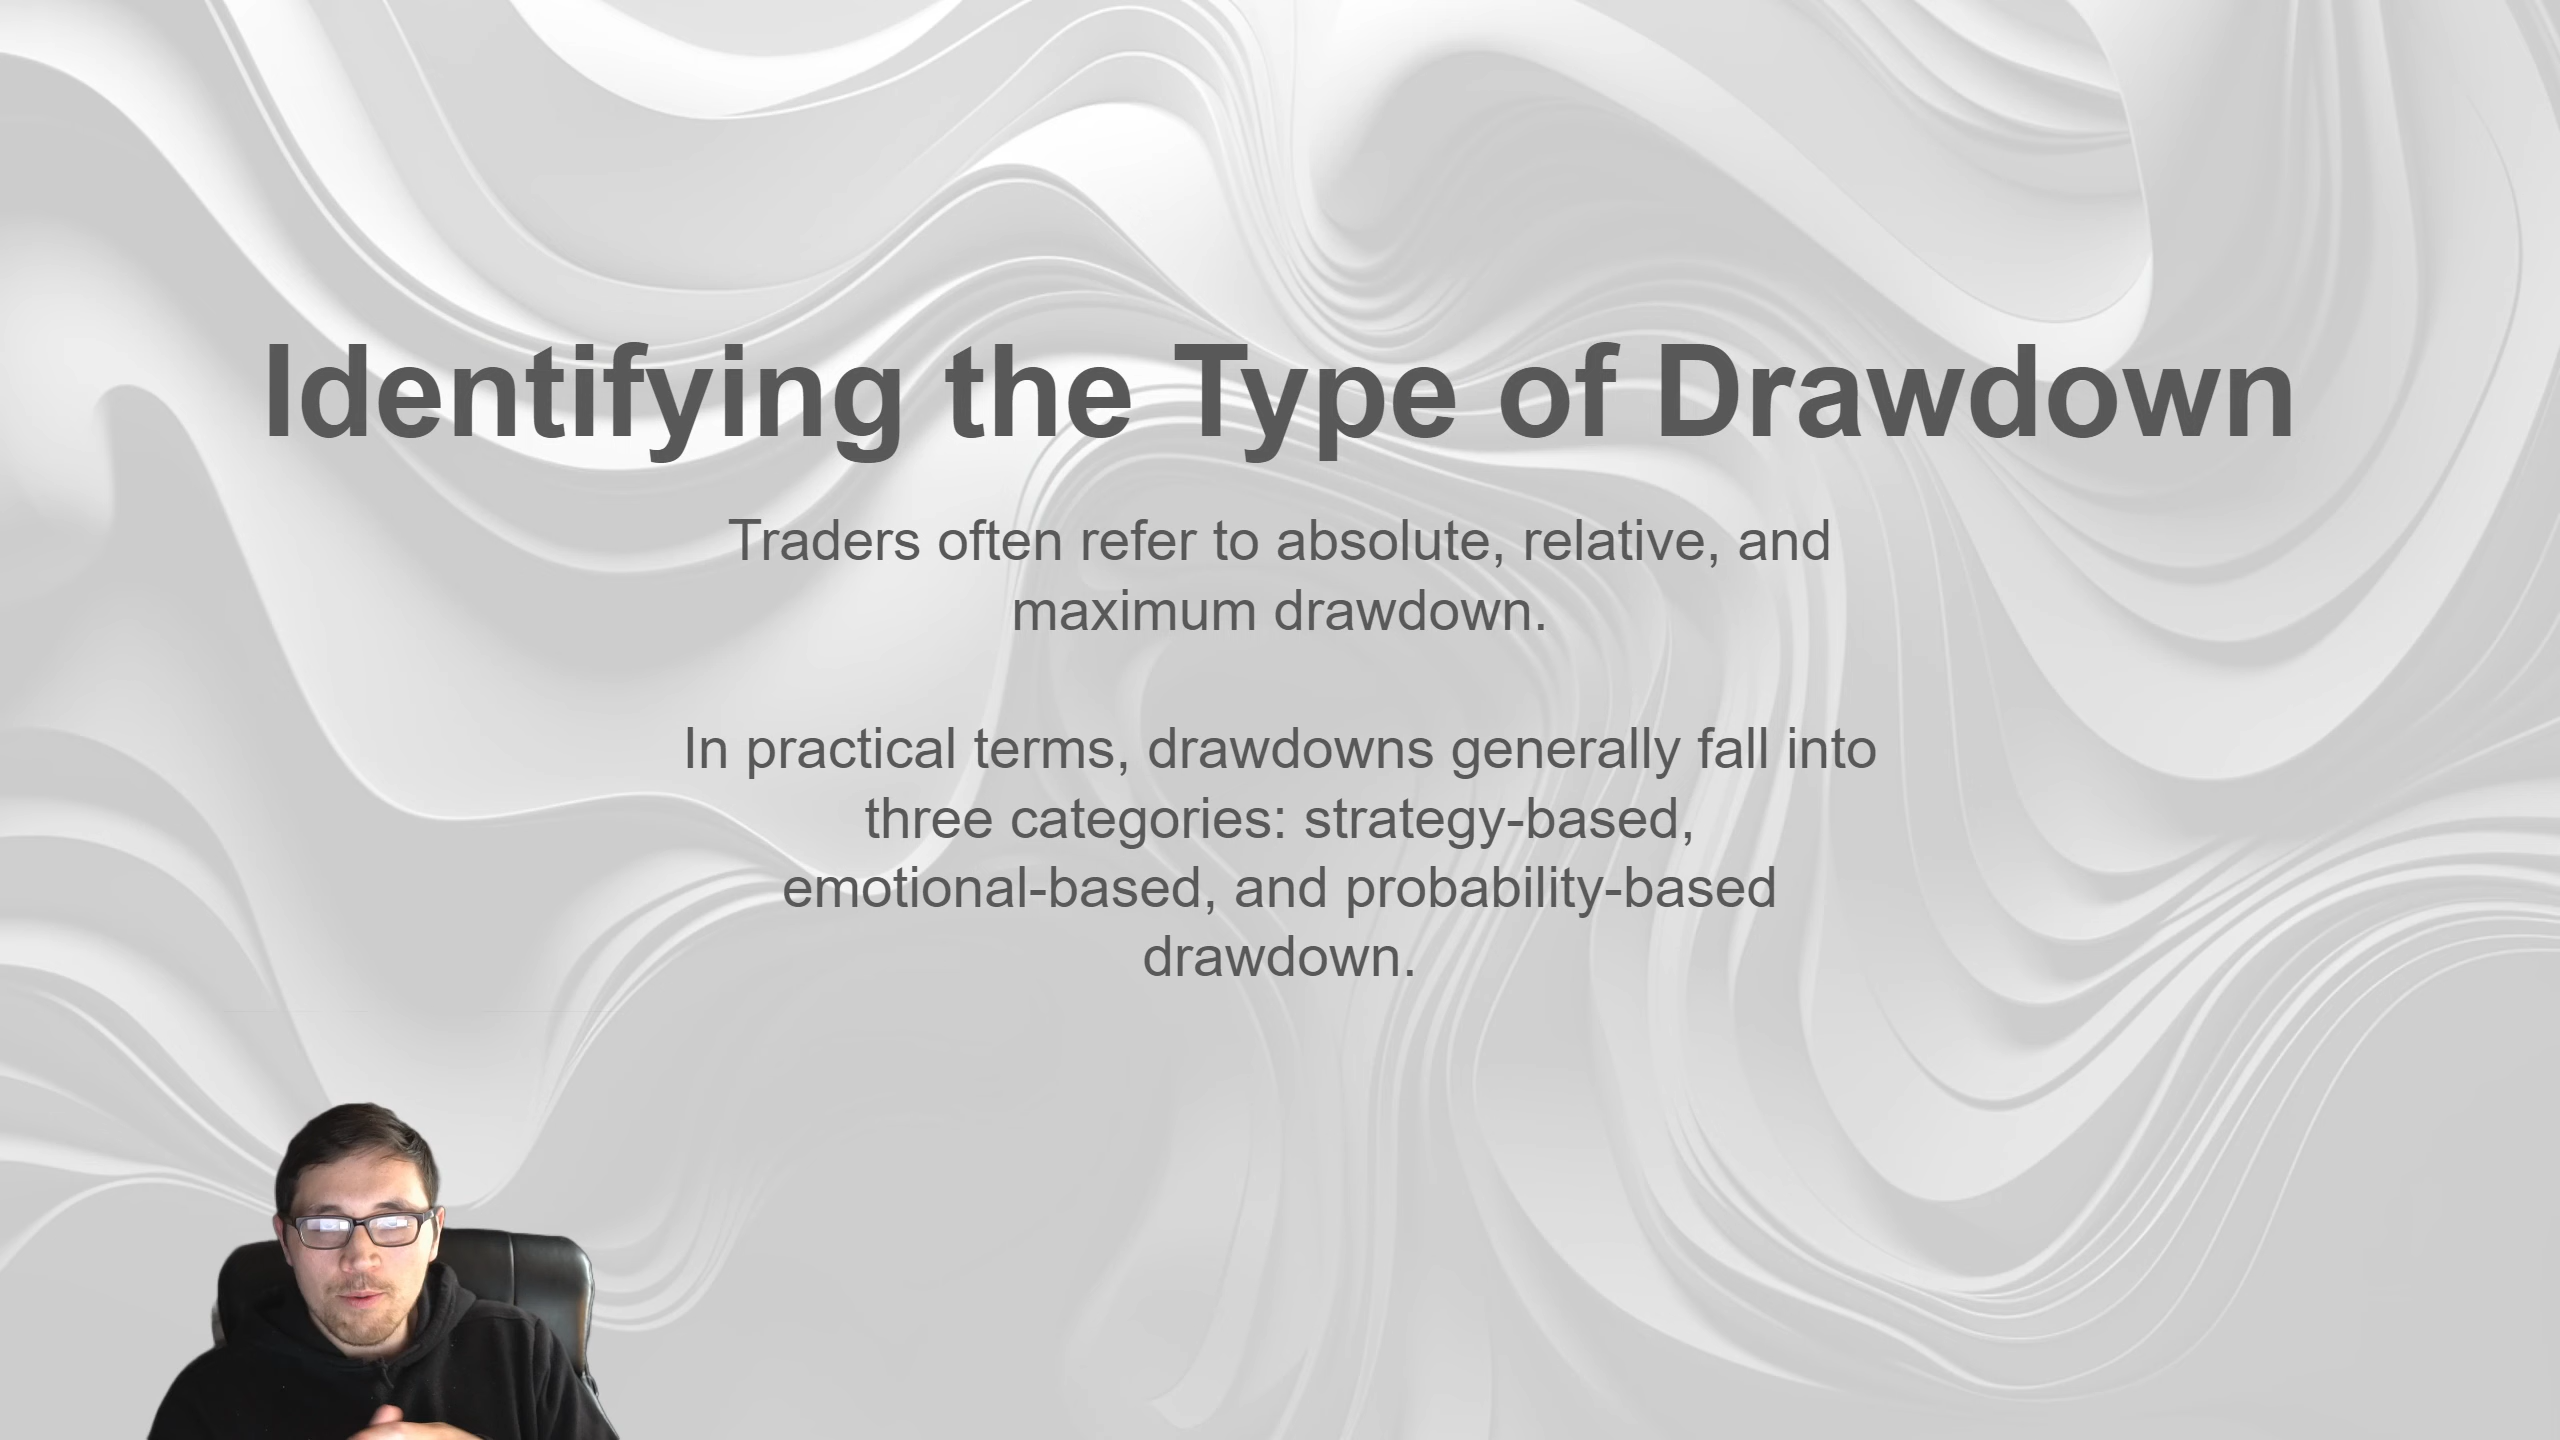 Identifying the Type of Drawdown
Traders often refer to absolute, relative, and
maximum drawdown.
In practical terms, drawdowns generally fall into
three categories: strategy-based,
emotional-based, and probability-based
drawdown.